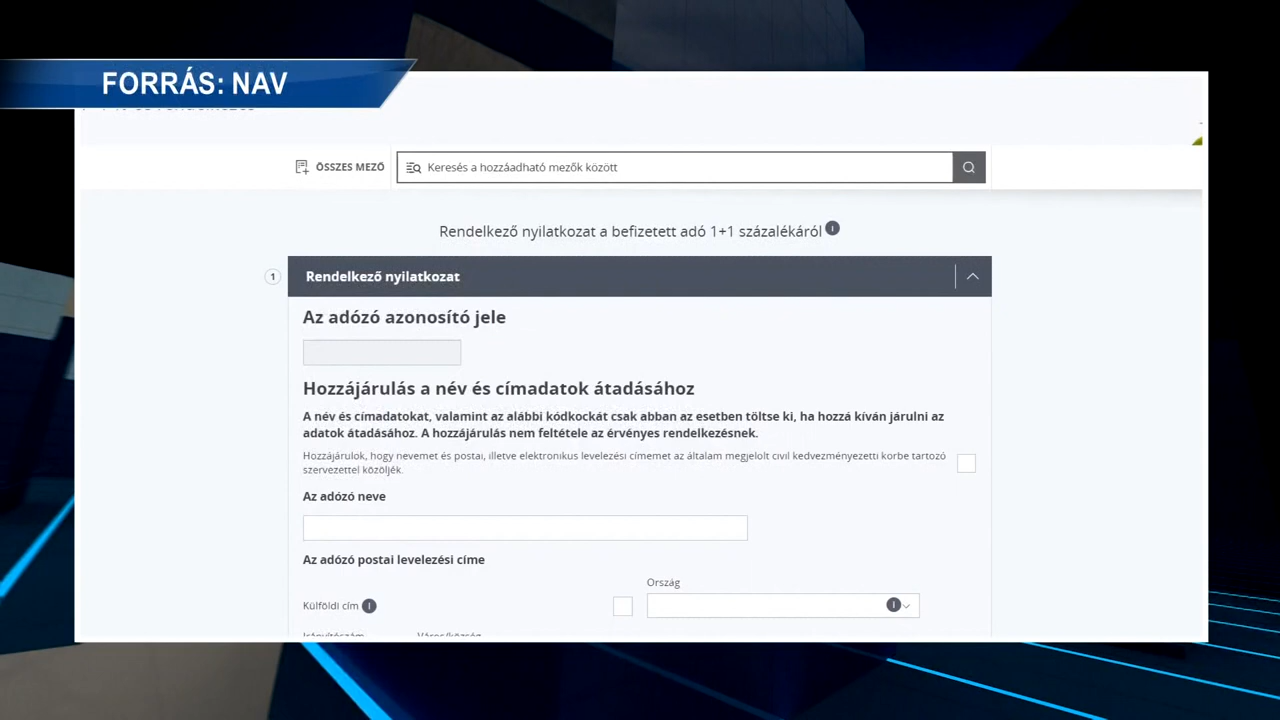 FORRÁS: NAV
ÖSSZES MEZŐ
Keresés a hozzáadható mezők között
Rendelkező nyilatkozat a befizetett adó 1+1 százalékáról
1
Rendelkező nyilatkozat
Az adózó azonosító jele
Hozzájárulás a név és címadatok átadásához
A név és címadatokat, valamint az alábbi kódkockát csak abban az esetben töltse ki, ha hozzá kíván járulni az
adatok átadásához. A hozzájárulás nem feltétele az érvényes rendelkezésnek.
Hozzájárulok, hogy nevemet és postai, illetve elektronikus levelezési címemet az általam megjelolt civil kedvezményezetti korbe tartozó
szervezettel közöljék.
Az adózó neve
Az adózó postai levelezési címe
Ország
Külföldi cím
Irányítószám Város/község